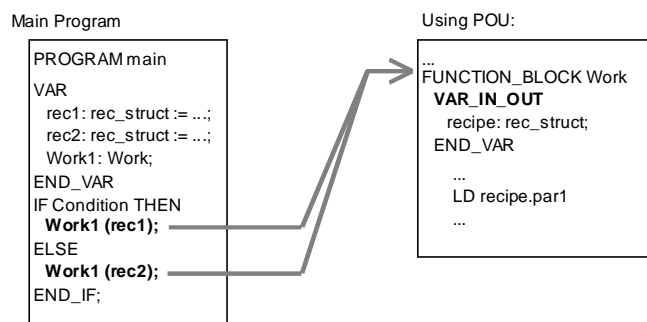 Main Program
PROGRAM main
VAR
rec1: rec_struct := ...;
rec2: rec_struct := ...;
Work1: Work;
END_VAR
IF Condition THEN
Work1 (rec1);
ELSE
Work1 (rec2);
END_IF;
Using POU:
...
FUNCTION_BLOCK Work
VAR_IN_OUT
recipe: rec_struct;
END_VAR
...
LD recipe.par1
...